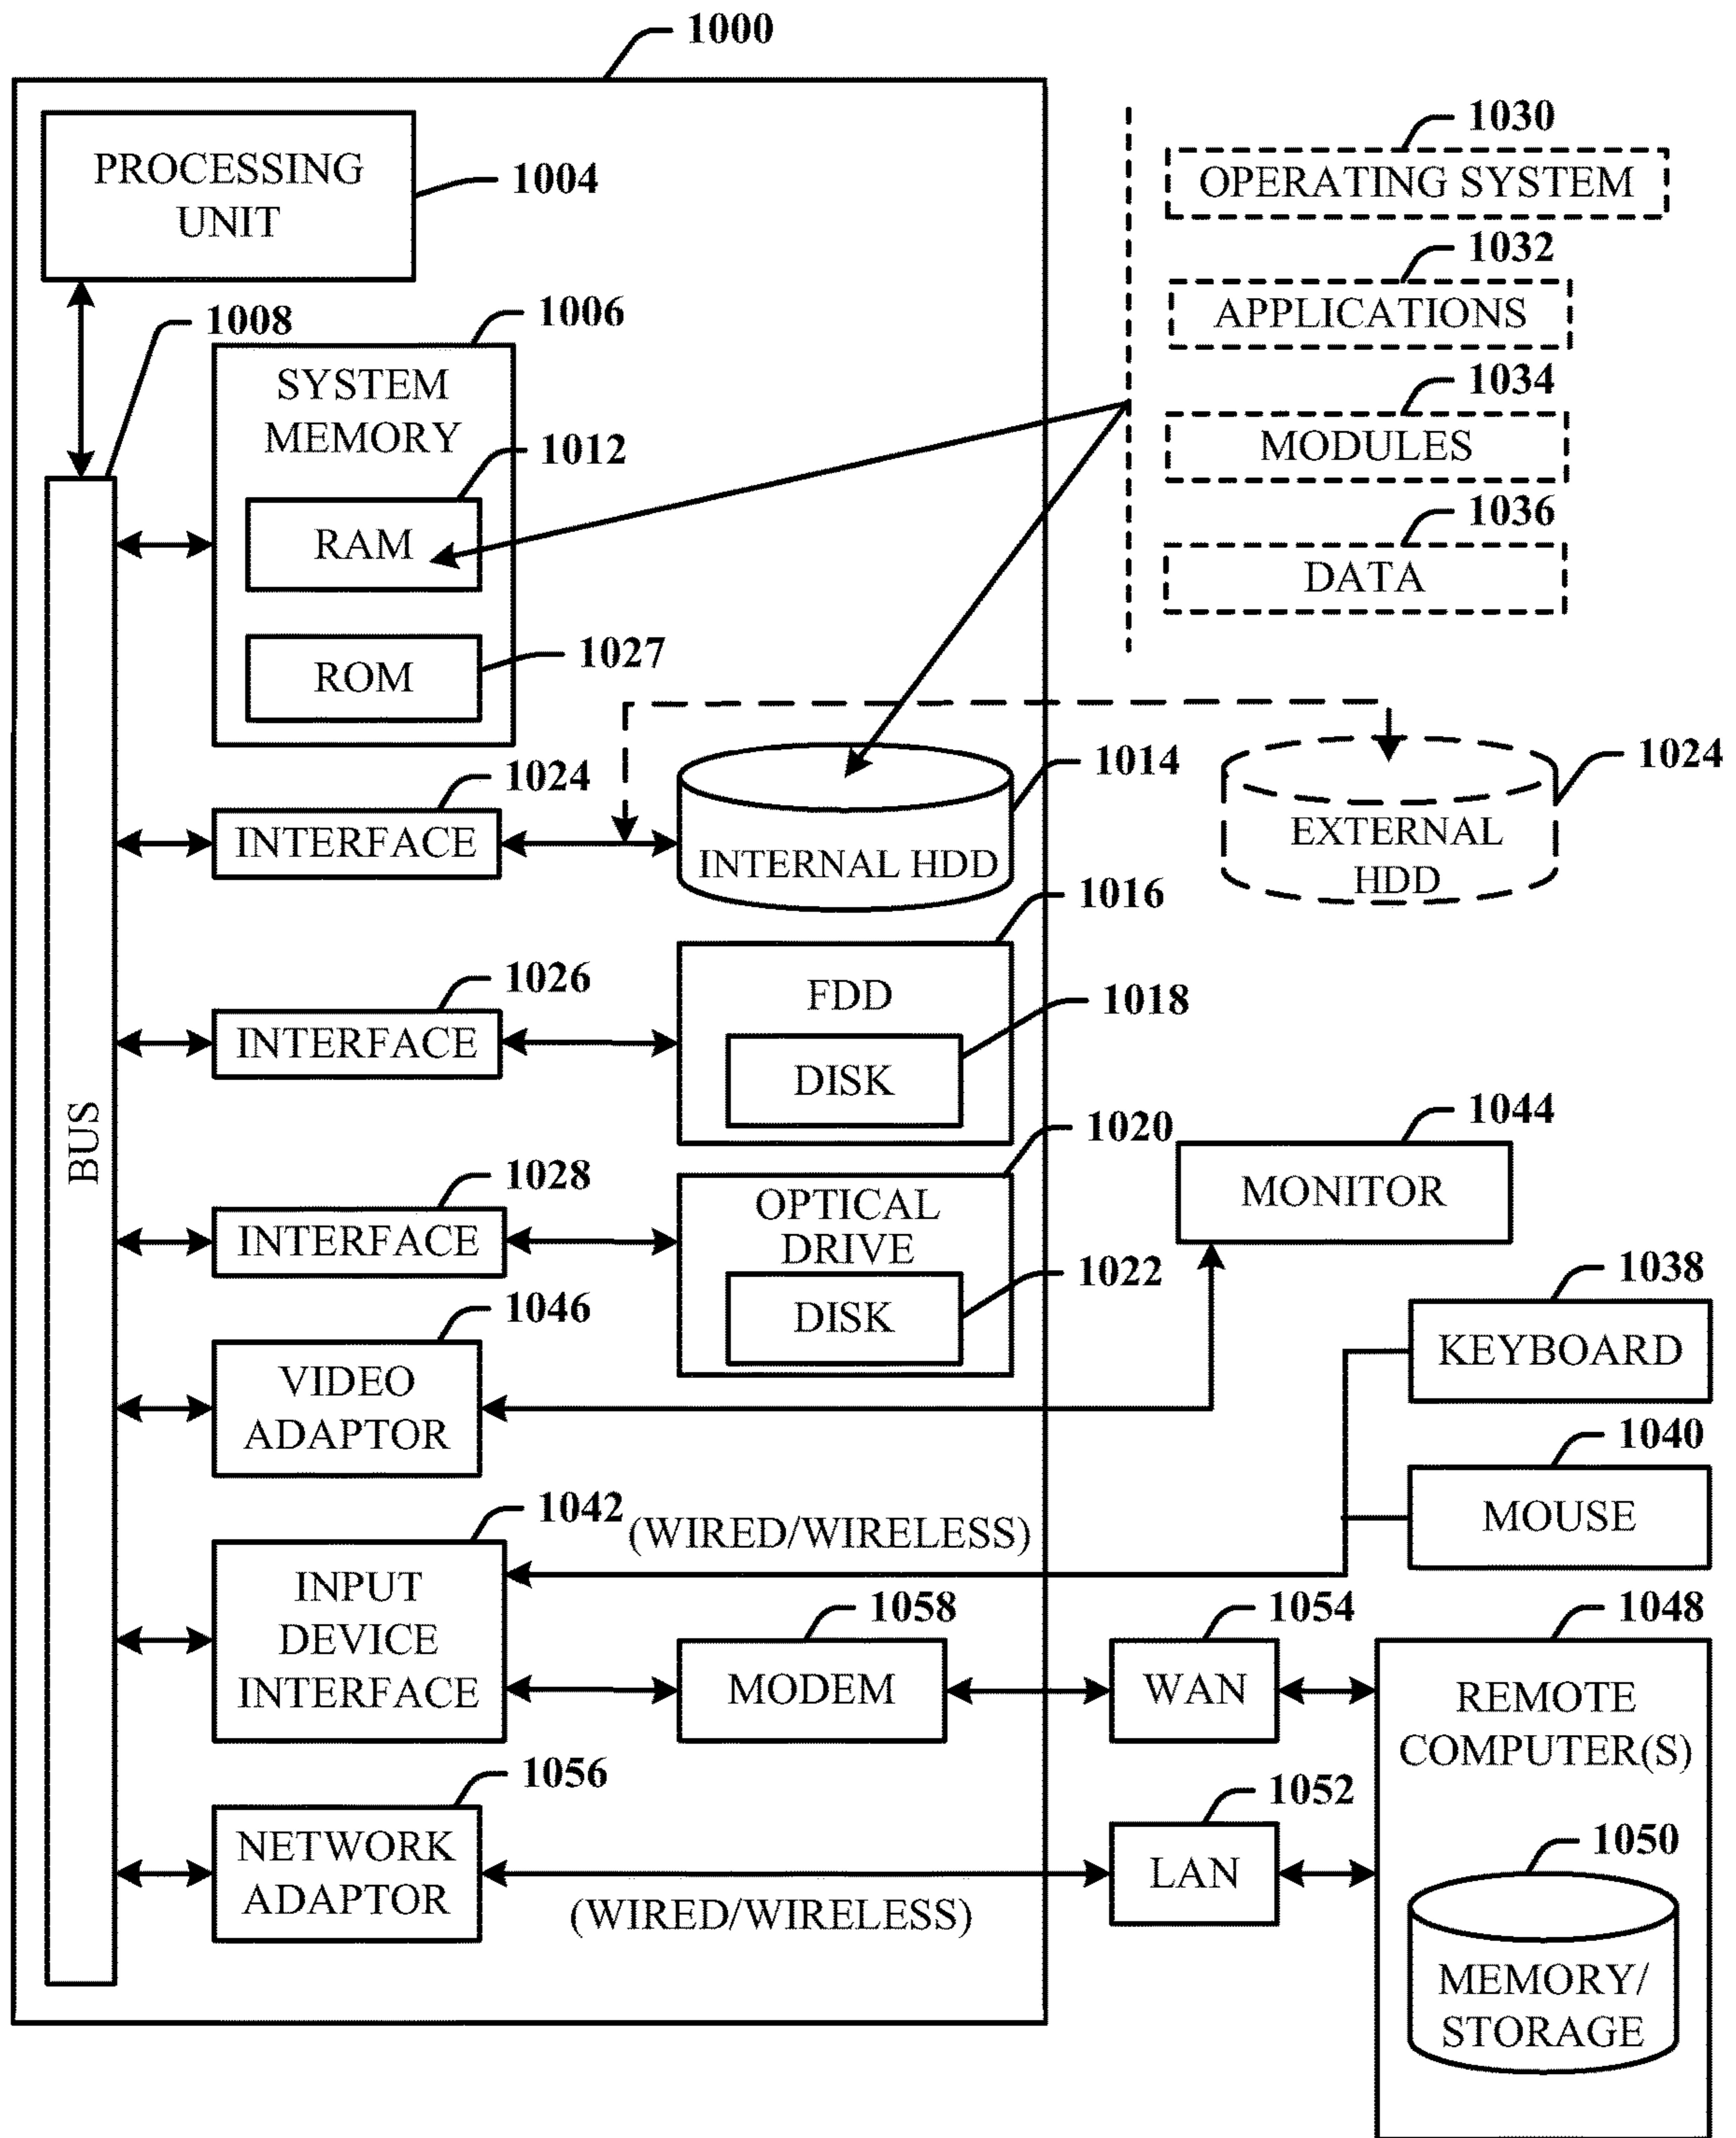 1000
PROCESSING
UNIT
1004
1030
OPERATING SYSTEM
1032
APPLICATIONS
1034
MODULES
1036
DATA
1008
1006
SYSTEM
MEMORY
1012
RAM
1027
ROM
1024
INTERFACE
1014
INTERNAL HDD
1024
EXTERNAL
HDD
1026
INTERFACE
1016
FDD
1018
DISK
BUS
1028
INTERFACE
1020
OPTICAL
DRIVE
1022
DISK
1044
MONITOR
1046
VIDEO
ADAPTOR
1038
KEYBOARD
1040
MOUSE
1042
(WIRED/WIRELESS)
INPUT
DEVICE
INTERFACE
1058
MODEM
1054
WAN
1048
REMOTE
COMPUTER(S)
1056
NETWORK
ADAPTOR
(WIRED/WIRELESS)
1052
LAN
1050
MEMORY/
STORAGE